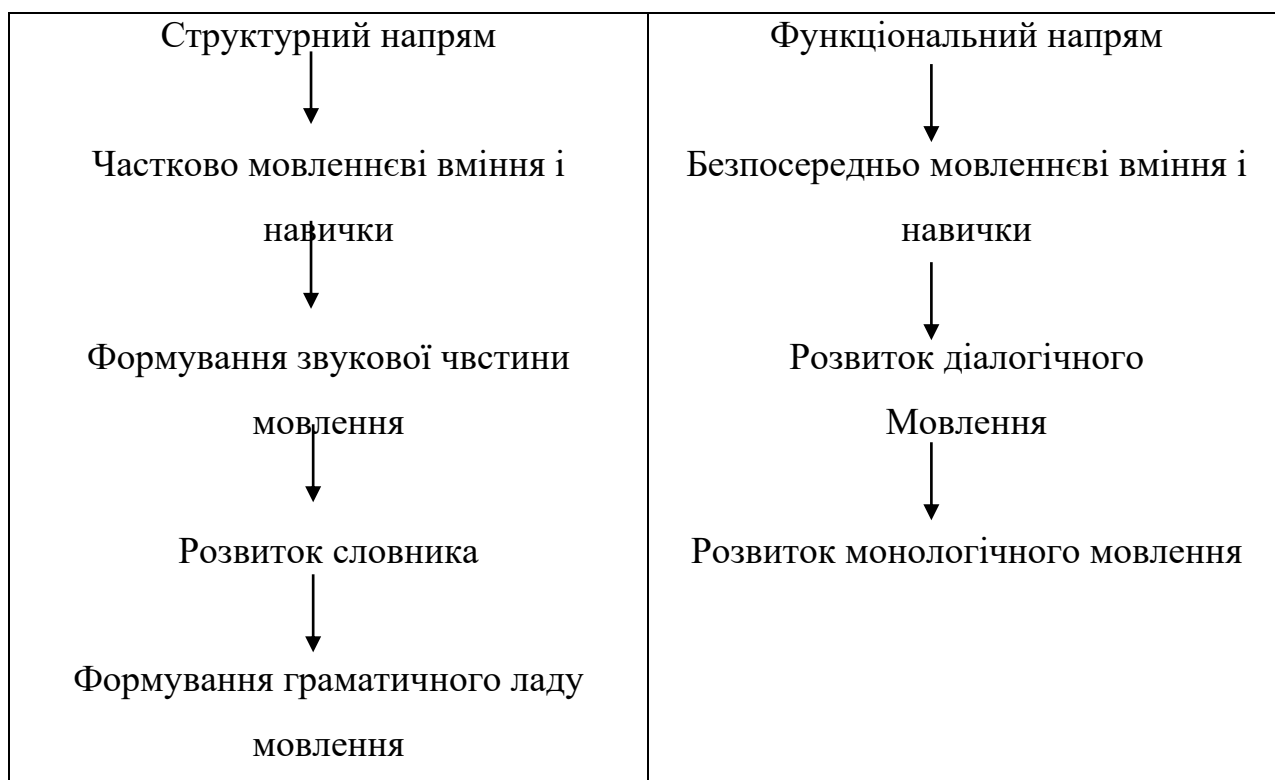 Структурний напрям
Частково мовленнєві вміння і
навички
Формування звукової чвстини
мовлення
Розвиток словника
Формування граматичного ладу
мовлення
Функціональний напрям
Безпосередньо мовленнєві вміння і
навички
Розвиток діалогічного
Мовлення
Розвиток монологічного мовлення